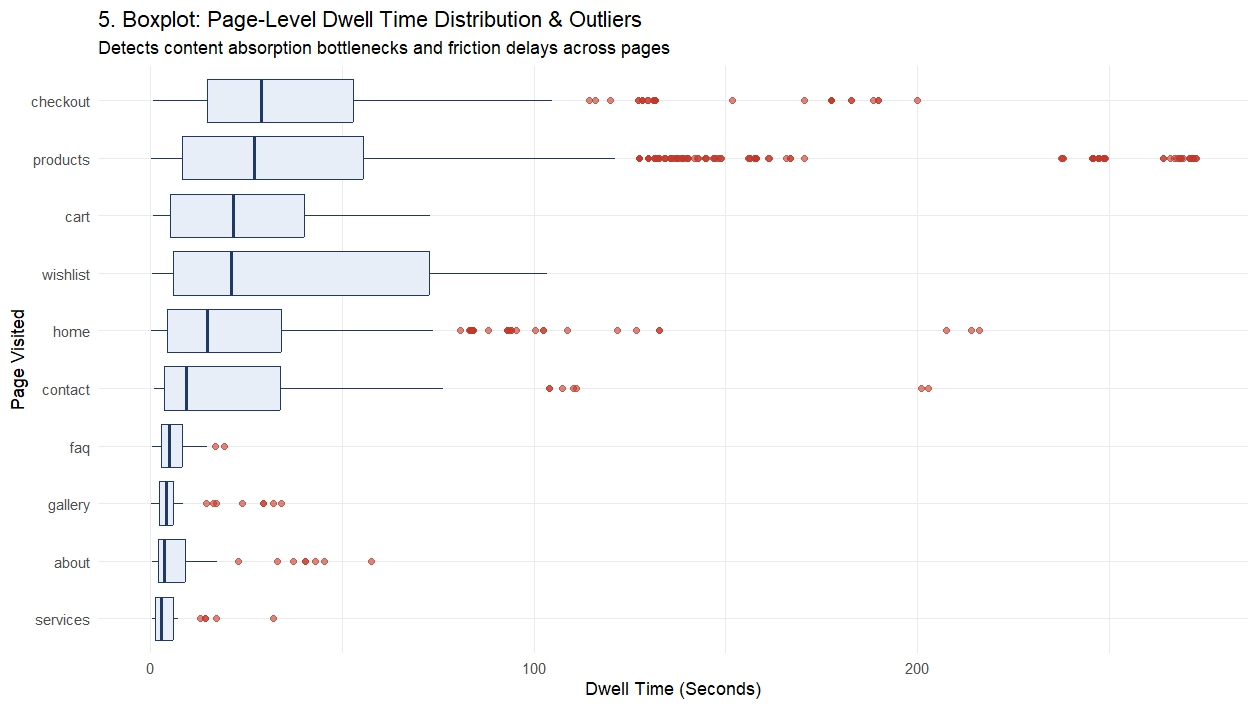 5. Boxplot: Page-Level Dwell Time Distribution & Outliers
Detects content absorption bottlenecks and friction delays across pages
checkout
products
cart
wishlist
home
contact
faq
gallery
about
services
Page Visited
0 100 200
Dwell Time (Seconds)